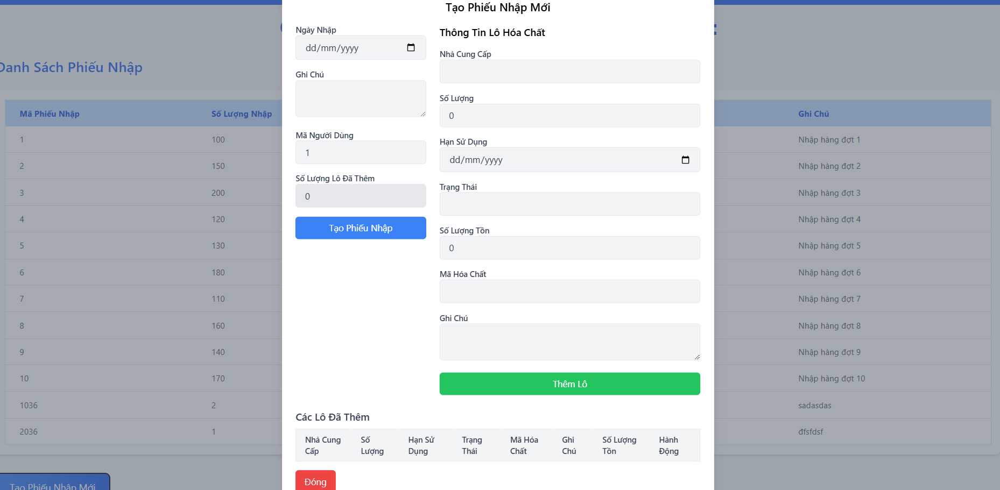 Tạo Phiếu Nhập Mới
Ngày Nhập
dd/mm/yyyy
Ghi Chú
Mã Người Dùng
1
Số Lượng Lô Đã Thêm
0
Tạo Phiếu Nhập
Thông Tin Lô Hóa Chất
Nhà Cung Cấp
Số Lượng
0
Hạn Sử Dụng
dd/mm/yyyy
Trạng Thái
Số Lượng Tồn
0
Mã Hóa Chất
Ghi Chú
Thêm Lô
Các Lô Đã Thêm
Nhà Cung Cấp Số Lượng Hạn Sử Dụng Trạng Thái Mã Hóa Chất Ghi Chú Số Lượng Tồn Hành Động
Đóng
Danh Sách Phiếu Nhập
Mã Phiếu Nhập Số Lượng Nhập Ghi Chú
1 100 Nhập hàng đợt 1
2 150 Nhập hàng đợt 2
3 200 Nhập hàng đợt 3
4 120 Nhập hàng đợt 4
5 130 Nhập hàng đợt 5
6 180 Nhập hàng đợt 6
7 110 Nhập hàng đợt 7
8 160 Nhập hàng đợt 8
9 140 Nhập hàng đợt 9
10 170 Nhập hàng đợt 10
1036 2 sadasdas
2036 1 đfsfdsf
Tạo Phiếu Nhập Mới